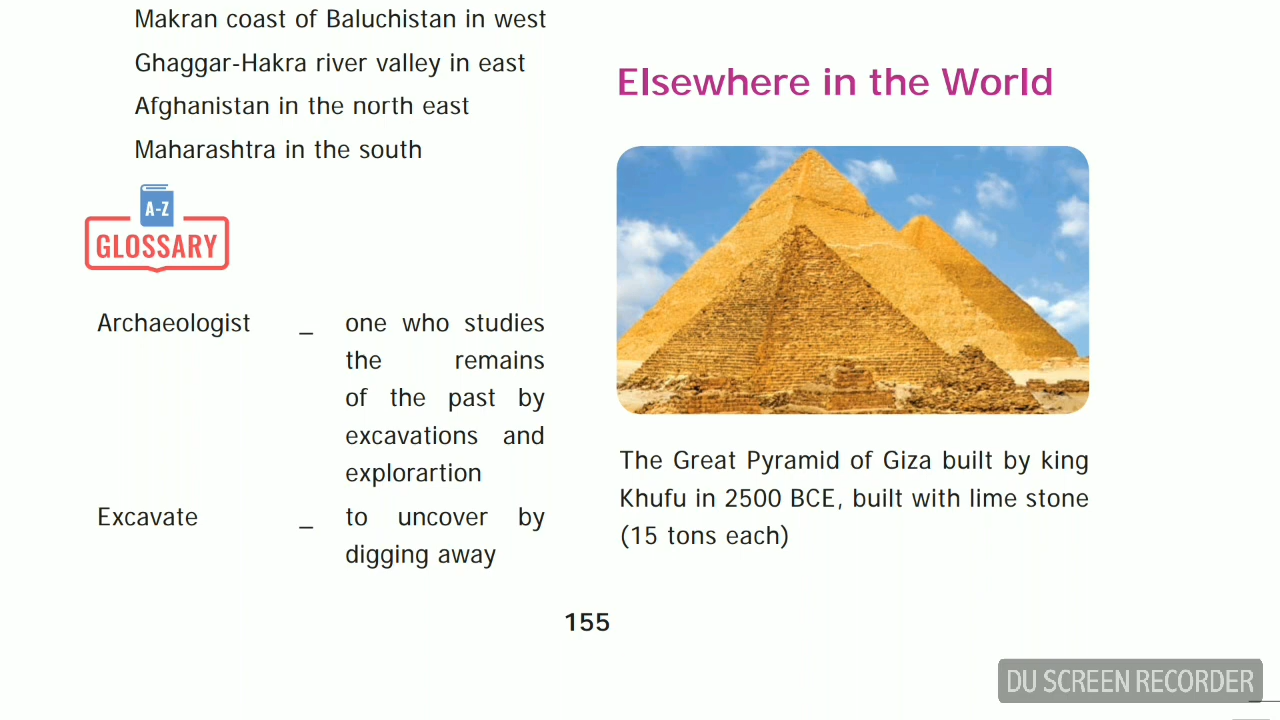 Makran coast of Baluchistan in west
Ghaggar-Hakra river valley in east
Afghanistan in the north east
Maharashtra in the south
A-Z
GLOSSARY
Archaeologist _ one who studies
the remains
of the past by
excavations and
explorartion
Excavate _ to uncover by
digging away
Elsewhere in the World
The Great Pyramid of Giza built by king
Khufu in 2500 BCE, built with lime stone
(15 tons each)
155
DU SCREEN RECORDER